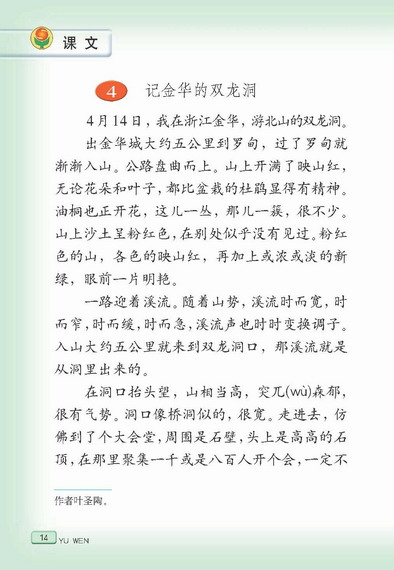 课文
4 记金华的双龙洞
4月14日，我在浙江金华，游北山的双龙洞。
出金华城大约五公里到罗甸，过了罗甸就
渐渐入山。公路盘曲而上。山上开满了映山红，
无论花朵和叶子，都比盆栽的杜鹃显得有精神。
油桐也正开花，这儿一丛，那儿一簇，很不少。
山上沙土呈粉红色，在别处似乎没有见过。粉红
色的山，各色的映山红，再加上或浓或淡的新
绿，眼前一片明艳。
一路迎着溪流。随着山势，溪流时而宽，时
而窄，时而缓，时而急，溪流声也时时变换调子。
入山大约五公里就来到双龙洞口，那溪流就是
从洞里出来的。
在洞口抬头望，山相当高，突兀(wù)森郁，
很有气势。洞口像桥洞似的，很宽。走进去，仿
佛到了个大会堂，周围是石壁，头上是高高的石
顶，在那里聚集一千或是八百人开个会，一定不
作者叶圣陶。
14 YU WEN